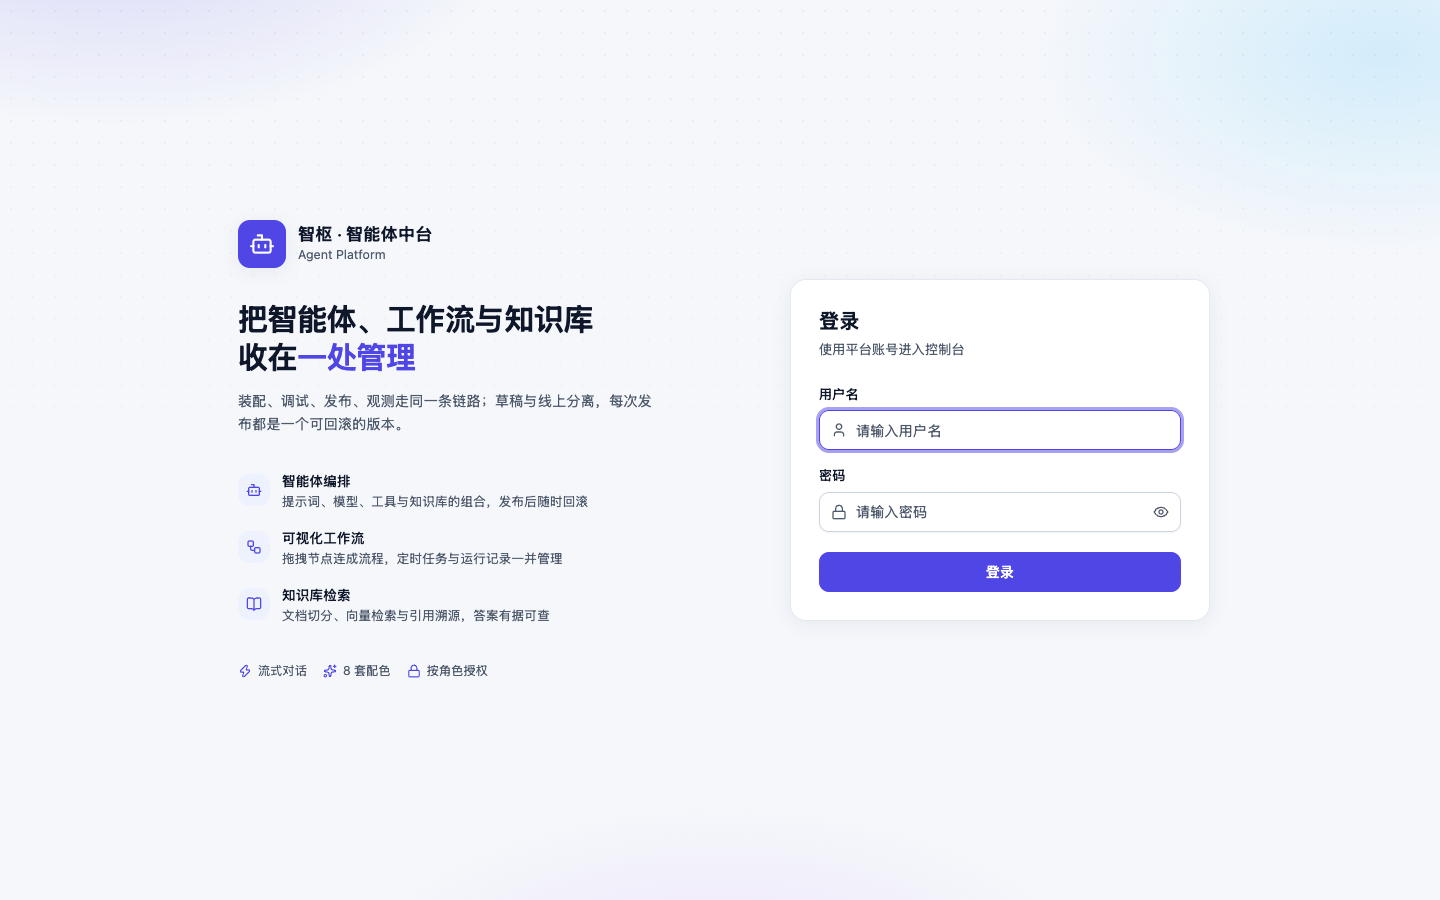 智枢 · 智能体中台
Agent Platform
把智能体、工作流与知识库
收在一处管理
装配、调试、发布、观测走同一条链路；草稿与线上分离，每次发
布都是一个可回滚的版本。
智能体编排
提示词、模型、工具与知识库的组合，发布后随时回滚
可视化工作流
拖拽节点连成流程，定时任务与运行记录一并管理
知识库检索
文档切分、向量检索与引用溯源，答案有据可查
流式对话
8 套配色
按角色授权
登录
使用平台账号进入控制台
用户名
请输入用户名
密码
请输入密码
登录